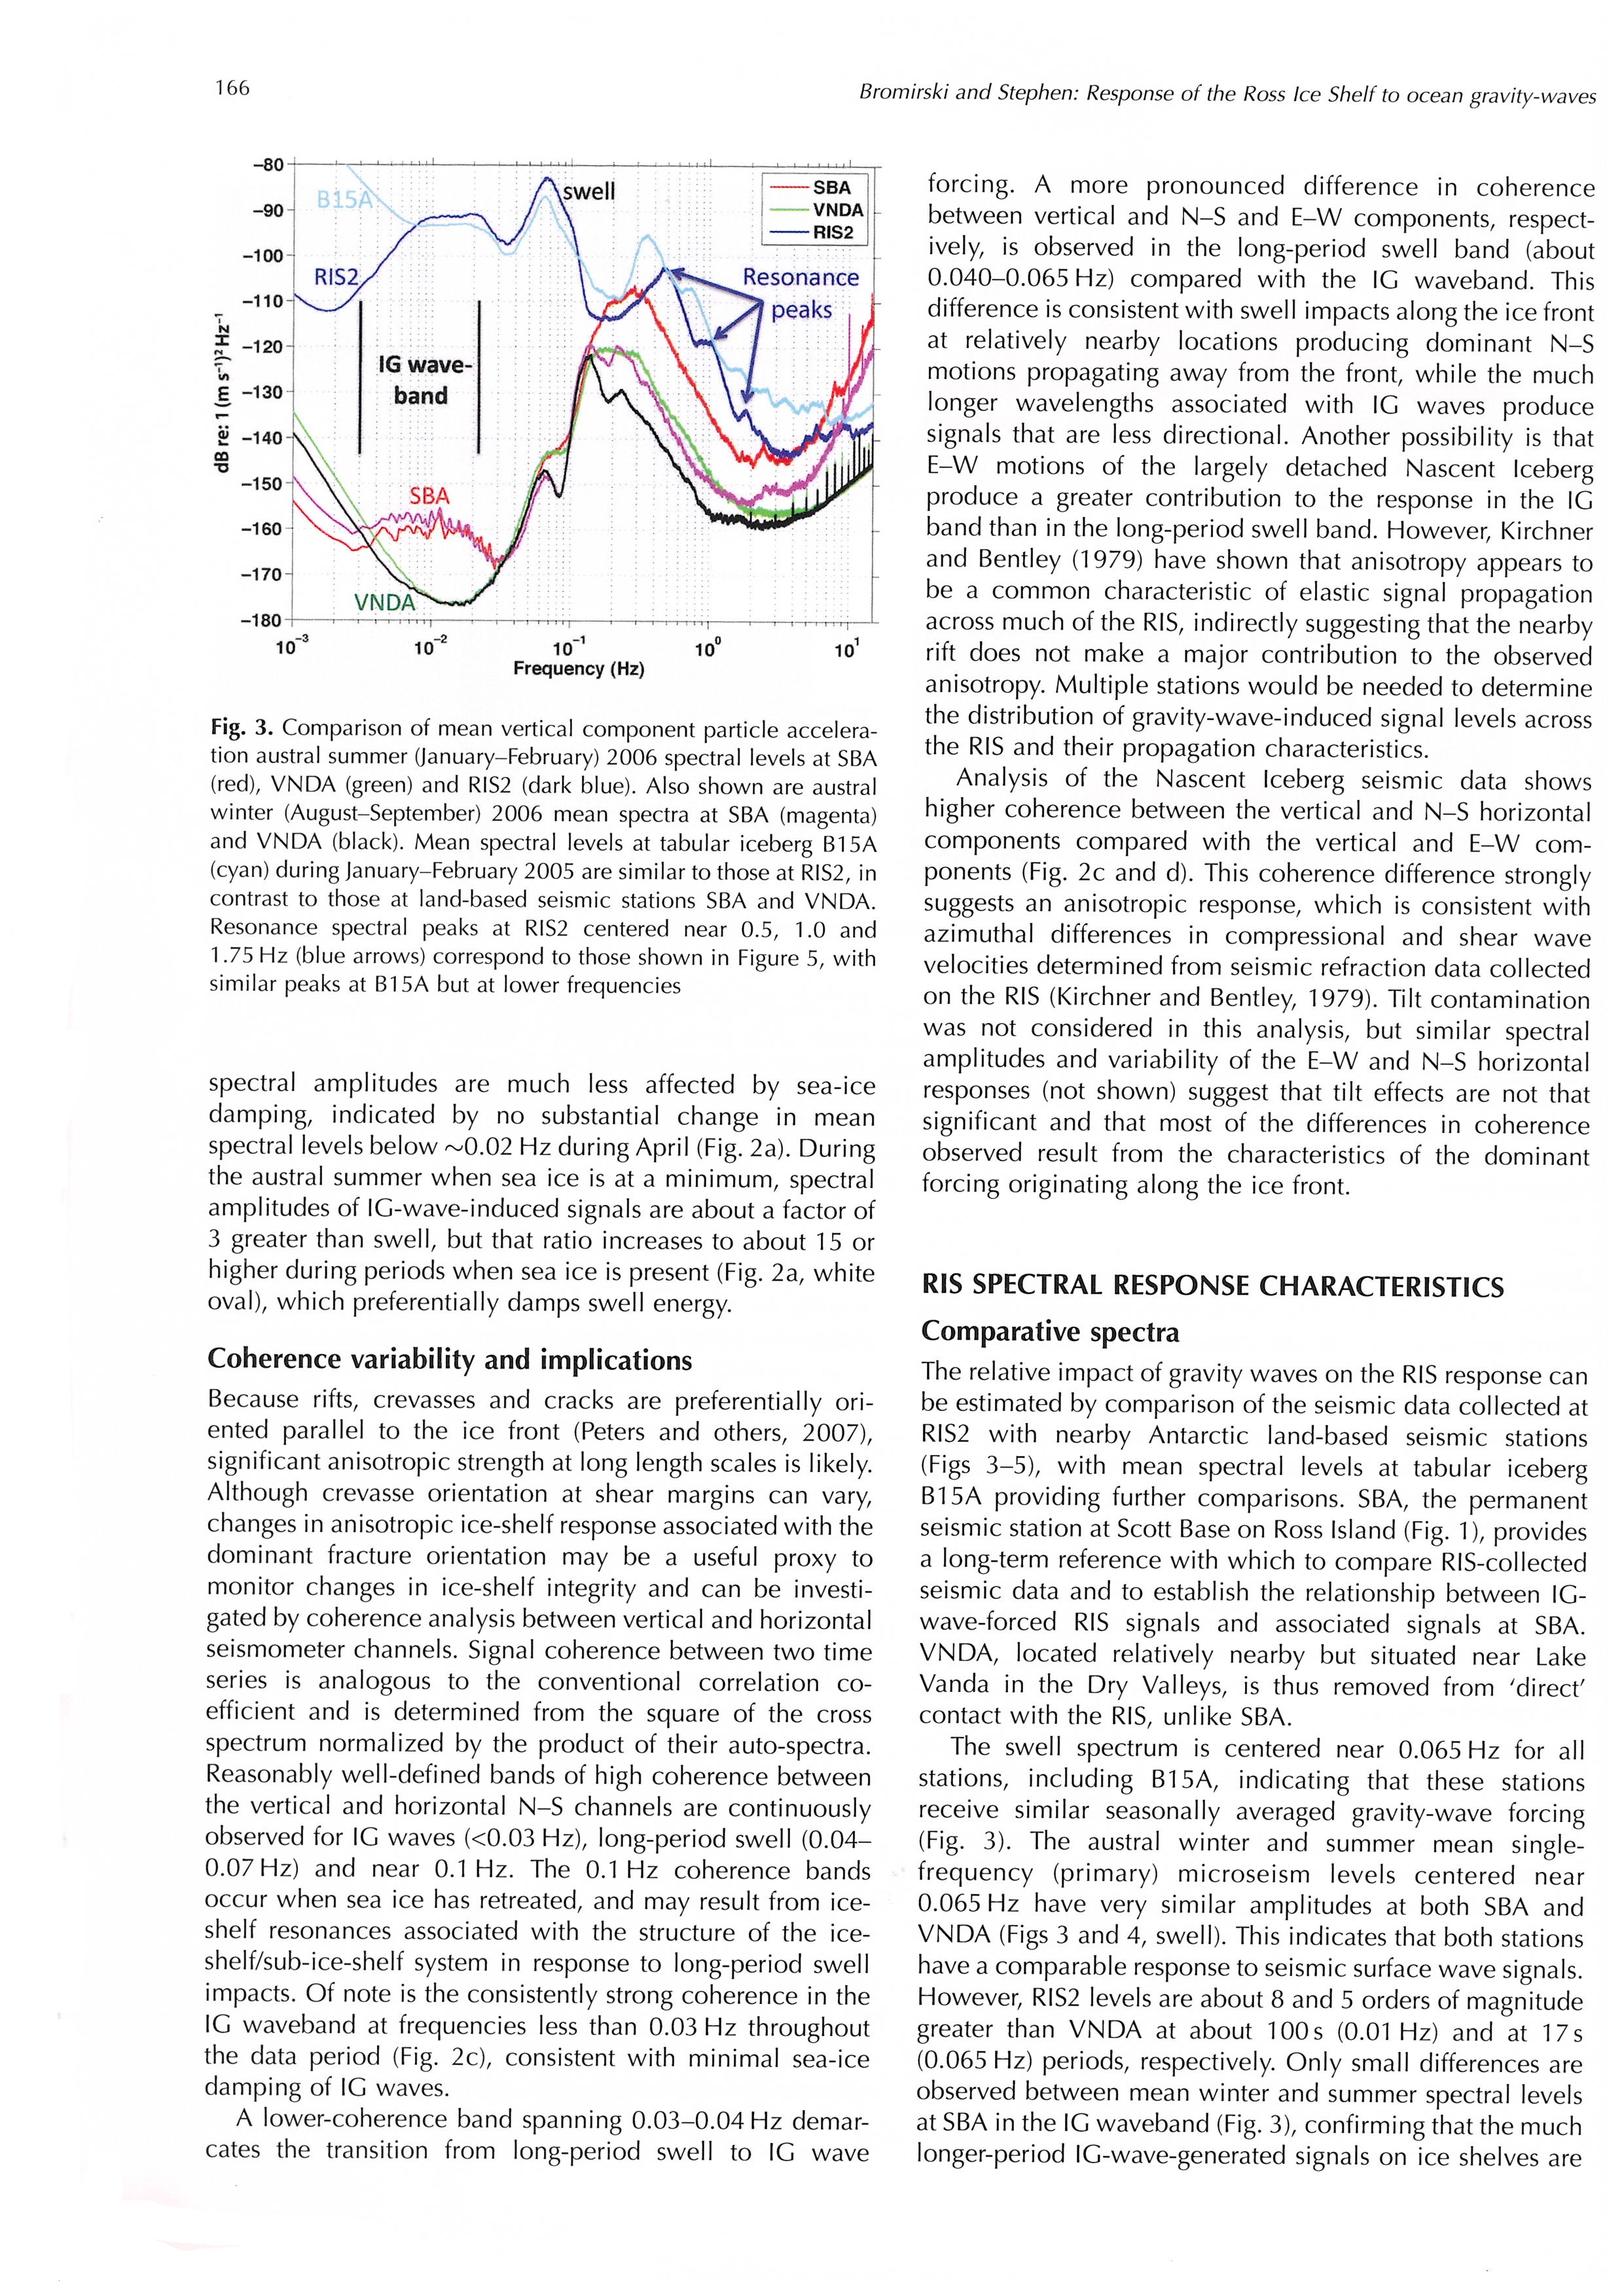 166
Bromirski and Stephen: Response of the Ross Ice Shelf to ocean gravity-waves
−80
−90
−100
−110
−120
−130
−140
−150
−160
−170
−180
dB re: 1 (m s⁻¹)² Hz⁻¹
B15A
swell
SBA
VNDA
RIS2
RIS2
Resonance
peaks
IG wave-
band
SBA
VNDA
10⁻³
10⁻²
10⁻¹
10⁰
10¹
Frequency (Hz)
Fig. 3. Comparison of mean vertical component particle accelera-
tion austral summer (January–February) 2006 spectral levels at SBA
(red), VNDA (green) and RIS2 (dark blue). Also shown are austral
winter (August–September) 2006 mean spectra at SBA (magenta)
and VNDA (black). Mean spectral levels at tabular iceberg B15A
(cyan) during January–February 2005 are similar to those at RIS2, in
contrast to those at land-based seismic stations SBA and VNDA.
Resonance spectral peaks at RIS2 centered near 0.5, 1.0 and
1.75 Hz (blue arrows) correspond to those shown in Figure 5, with
similar peaks at B15A but at lower frequencies
spectral amplitudes are much less affected by sea-ice
damping, indicated by no substantial change in mean
spectral levels below ~0.02 Hz during April (Fig. 2a). During
the austral summer when sea ice is at a minimum, spectral
amplitudes of IG-wave-induced signals are about a factor of
3 greater than swell, but that ratio increases to about 15 or
higher during periods when sea ice is present (Fig. 2a, white
oval), which preferentially damps swell energy.
Coherence variability and implications
Because rifts, crevasses and cracks are preferentially ori-
ented parallel to the ice front (Peters and others, 2007),
significant anisotropic strength at long length scales is likely.
Although crevasse orientation at shear margins can vary,
changes in anisotropic ice-shelf response associated with the
dominant fracture orientation may be a useful proxy to
monitor changes in ice-shelf integrity and can be investi-
gated by coherence analysis between vertical and horizontal
seismometer channels. Signal coherence between two time
series is analogous to the conventional correlation co-
efficient and is determined from the square of the cross
spectrum normalized by the product of their auto-spectra.
Reasonably well-defined bands of high coherence between
the vertical and horizontal N–S channels are continuously
observed for IG waves (<0.03 Hz), long-period swell (0.04–
0.07 Hz) and near 0.1 Hz. The 0.1 Hz coherence bands
occur when sea ice has retreated, and may result from ice-
shelf resonances associated with the structure of the ice-
shelf/sub-ice-shelf system in response to long-period swell
impacts. Of note is the consistently strong coherence in the
IG waveband at frequencies less than 0.03 Hz throughout
the data period (Fig. 2c), consistent with minimal sea-ice
damping of IG waves.
A lower-coherence band spanning 0.03–0.04 Hz demar-
cates the transition from long-period swell to IG wave
forcing. A more pronounced difference in coherence
between vertical and N–S and E–W components, respect-
ively, is observed in the long-period swell band (about
0.040–0.065 Hz) compared with the IG waveband. This
difference is consistent with swell impacts along the ice front
at relatively nearby locations producing dominant N–S
motions propagating away from the front, while the much
longer wavelengths associated with IG waves produce
signals that are less directional. Another possibility is that
E–W motions of the largely detached Nascent Iceberg
produce a greater contribution to the response in the IG
band than in the long-period swell band. However, Kirchner
and Bentley (1979) have shown that anisotropy appears to
be a common characteristic of elastic signal propagation
across much of the RIS, indirectly suggesting that the nearby
rift does not make a major contribution to the observed
anisotropy. Multiple stations would be needed to determine
the distribution of gravity-wave-induced signal levels across
the RIS and their propagation characteristics.
Analysis of the Nascent Iceberg seismic data shows
higher coherence between the vertical and N–S horizontal
components compared with the vertical and E–W com-
ponents (Fig. 2c and d). This coherence difference strongly
suggests an anisotropic response, which is consistent with
azimuthal differences in compressional and shear wave
velocities determined from seismic refraction data collected
on the RIS (Kirchner and Bentley, 1979). Tilt contamination
was not considered in this analysis, but similar spectral
amplitudes and variability of the E–W and N–S horizontal
responses (not shown) suggest that tilt effects are not that
significant and that most of the differences in coherence
observed result from the characteristics of the dominant
forcing originating along the ice front.
RIS SPECTRAL RESPONSE CHARACTERISTICS
Comparative spectra
The relative impact of gravity waves on the RIS response can
be estimated by comparison of the seismic data collected at
RIS2 with nearby Antarctic land-based seismic stations
(Figs 3–5), with mean spectral levels at tabular iceberg
B15A providing further comparisons. SBA, the permanent
seismic station at Scott Base on Ross Island (Fig. 1), provides
a long-term reference with which to compare RIS-collected
seismic data and to establish the relationship between IG-
wave-forced RIS signals and associated signals at SBA.
VNDA, located relatively nearby but situated near Lake
Vanda in the Dry Valleys, is thus removed from ‘direct’
contact with the RIS, unlike SBA.
The swell spectrum is centered near 0.065 Hz for all
stations, including B15A, indicating that these stations
receive similar seasonally averaged gravity-wave forcing
(Fig. 3). The austral winter and summer mean single-
frequency (primary) microseism levels centered near
0.065 Hz have very similar amplitudes at both SBA and
VNDA (Figs 3 and 4, swell). This indicates that both stations
have a comparable response to seismic surface wave signals.
However, RIS2 levels are about 8 and 5 orders of magnitude
greater than VNDA at about 100 s (0.01 Hz) and at 17 s
(0.065 Hz) periods, respectively. Only small differences are
observed between mean winter and summer spectral levels
at SBA in the IG waveband (Fig. 3), confirming that the much
longer-period IG-wave-generated signals on ice shelves are